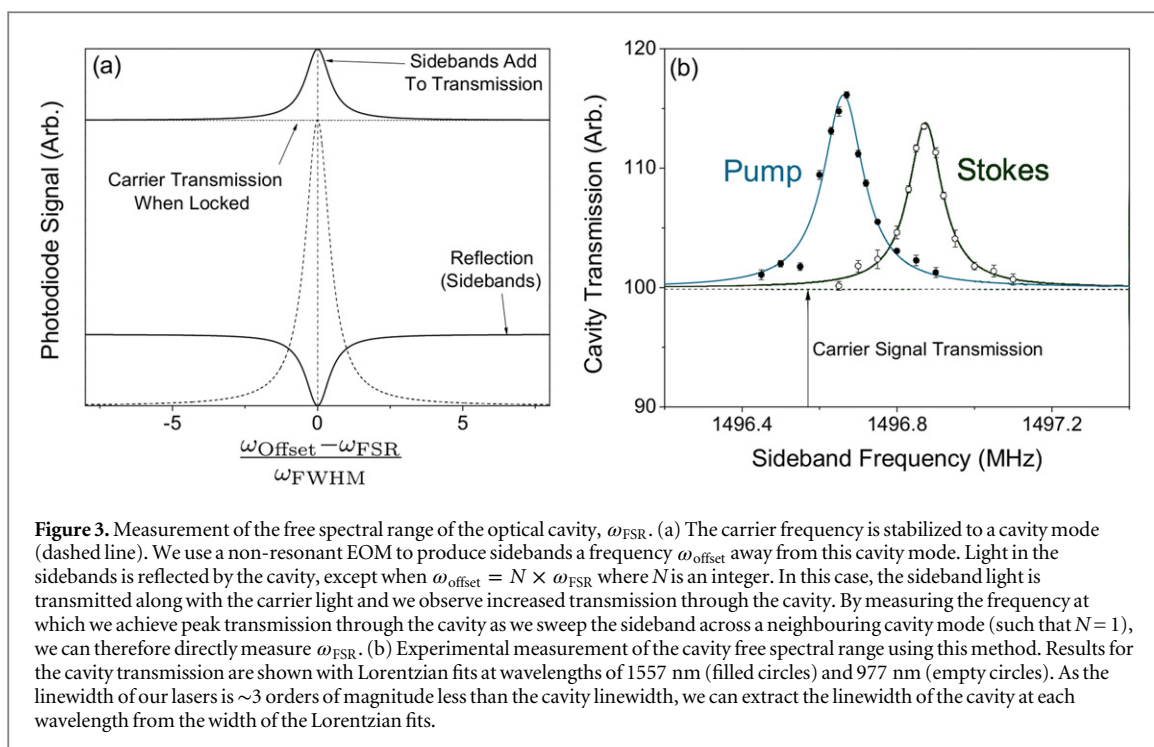 (a)
Sidebands Add
To Transmission
Carrier Transmission
When Locked
Reflection
(Sidebands)
Photodiode Signal (Arb.)
-5 0 5
ω_Offset − ω_FSR
ω_FWHM
(b)
120
110
100
90
Cavity Transmission (Arb.)
Pump
Stokes
Carrier Signal Transmission
1496.4 1496.8 1497.2
Sideband Frequency (MHz)
Figure 3. Measurement of the free spectral range of the optical cavity, ω_FSR. (a) The carrier frequency is stabilized to a cavity mode
(dashed line). We use a non-resonant EOM to produce sidebands a frequency ω_offset away from this cavity mode. Light in the
sidebands is reflected by the cavity, except when ω_offset = N × ω_FSR where N is an integer. In this case, the sideband light is
transmitted along with the carrier light and we observe increased transmission through the cavity. By measuring the frequency at
which we achieve peak transmission through the cavity as we sweep the sideband across a neighbouring cavity mode (such that N = 1),
we can therefore directly measure ω_FSR. (b) Experimental measurement of the cavity free spectral range using this method. Results for
the cavity transmission are shown with Lorentzian fits at wavelengths of 1557 nm (filled circles) and 977 nm (empty circles). As the
linewidth of our lasers is ~3 orders of magnitude less than the cavity linewidth, we can extract the linewidth of the cavity at each
wavelength from the width of the Lorentzian fits.